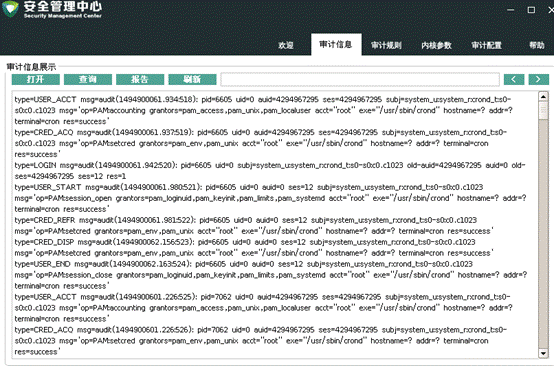 安全管理中心
Security Management Center
欢迎 审计信息 审计规则 内核参数 审计配置 帮助
审计信息展示
打开 查询 报告 刷新 < >
type=USER_ACCT msg=audit(1494900061.934:518): pid=6605 uid=0 auid=4294967295 ses=4294967295 subj=system_u:system_r:crond_t:s0-
s0:c0.c1023 msg='op=PAM:accounting grantors=pam_access,pam_unix,pam_localuser acct="root" exe="/usr/sbin/crond" hostname=? addr=?
terminal=cron res=success'
type=CRED_ACQ msg=audit(1494900061.937:519): pid=6605 uid=0 auid=4294967295 ses=4294967295 subj=system_u:system_r:crond_t:s0-
s0:c0.c1023 msg='op=PAM:setcred grantors=pam_env,pam_unix acct="root" exe="/usr/sbin/crond" hostname=? addr=? terminal=cron
res=success'
type=LOGIN msg=audit(1494900061.942:520): pid=6605 uid=0 subj=system_u:system_r:crond_t:s0-s0:c0.c1023 old-auid=4294967295 auid=0 old-
ses=4294967295 ses=12 res=1
type=USER_START msg=audit(1494900061.980:521): pid=6605 uid=0 auid=0 ses=12 subj=system_u:system_r:crond_t:s0-s0:c0.c1023
msg='op=PAM:session_open grantors=pam_loginuid,pam_keyinit,pam_limits,pam_systemd acct="root" exe="/usr/sbin/crond" hostname=? addr=?
terminal=cron res=success'
type=CRED_REFR msg=audit(1494900061.981:522): pid=6605 uid=0 auid=0 ses=12 subj=system_u:system_r:crond_t:s0-s0:c0.c1023
msg='op=PAM:setcred grantors=pam_env,pam_unix acct="root" exe="/usr/sbin/crond" hostname=? addr=? terminal=cron res=success'
type=CRED_DISP msg=audit(1494900062.156:523): pid=6605 uid=0 auid=0 ses=12 subj=system_u:system_r:crond_t:s0-s0:c0.c1023
msg='op=PAM:setcred grantors=pam_env,pam_unix acct="root" exe="/usr/sbin/crond" hostname=? addr=? terminal=cron res=success'
type=USER_END msg=audit(1494900062.163:524): pid=6605 uid=0 auid=0 ses=12 subj=system_u:system_r:crond_t:s0-s0:c0.c1023
msg='op=PAM:session_close grantors=pam_loginuid,pam_keyinit,pam_limits,pam_systemd acct="root" exe="/usr/sbin/crond" hostname=? addr=?
terminal=cron res=success'
type=USER_ACCT msg=audit(1494900601.226:525): pid=7062 uid=0 auid=4294967295 ses=4294967295 subj=system_u:system_r:crond_t:s0-
s0:c0.c1023 msg='op=PAM:accounting grantors=pam_access,pam_unix,pam_localuser acct="root" exe="/usr/sbin/crond" hostname=? addr=?
terminal=cron res=success'
type=CRED_ACQ msg=audit(1494900601.226:526): pid=7062 uid=0 auid=4294967295 ses=4294967295 subj=system_u:system_r:crond_t:s0-
s0:c0.c1023 msg='op=PAM:setcred grantors=pam_env,pam_unix acct="root" exe="/usr/sbin/crond" hostname=? addr=? terminal=cron
res=success'